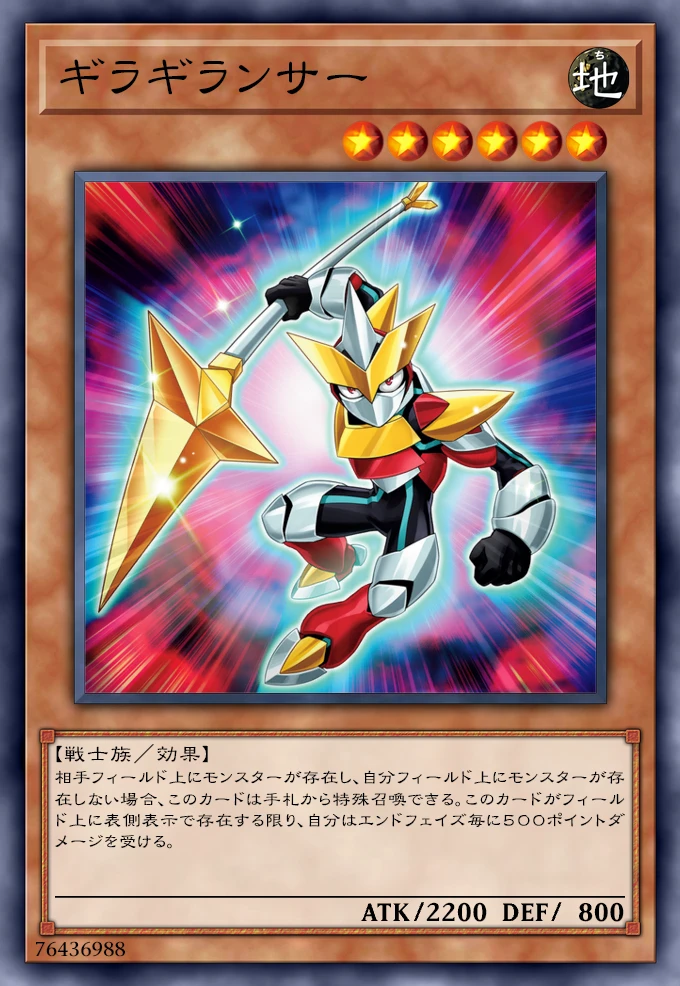 ギラギランサー
ち
地
【戦士族／効果】
相手フィールド上にモンスターが存在し、自分フィールド上にモンスターが存
在しない場合、このカードは手札から特殊召喚できる。このカードがフィール
ド上に表側表示で存在する限り、自分はエンドフェイズ毎に５００ポイントダ
メージを受ける。
ATK/2200 DEF/ 800
76436988